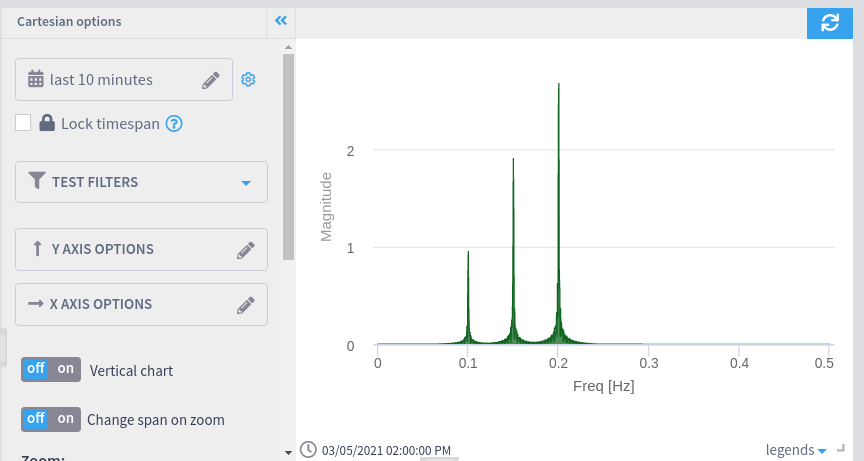 Cartesian options
last 10 minutes
Lock timespan
?
TEST FILTERS
Y AXIS OPTIONS
X AXIS OPTIONS
off on Vertical chart
off on Change span on zoom
Zoom:
Magnitude
2
1
0
0 0.1 0.2 0.3 0.4 0.5
Freq [Hz]
03/05/2021 02:00:00 PM
legends